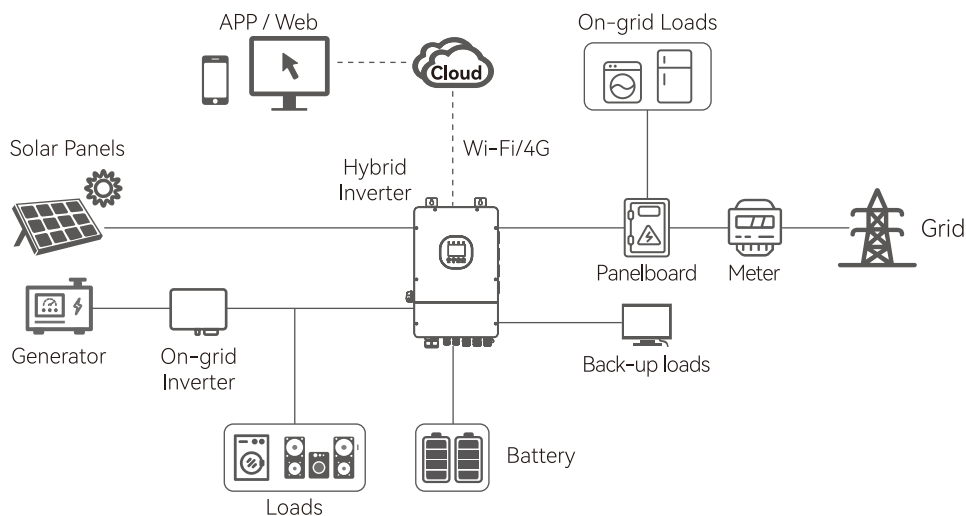 APP / Web
On-grid Loads
Cloud
Solar Panels
Hybrid
Inverter
Wi-Fi/4G
Panelboard
Meter
Grid
Generator
On-grid
Inverter
Back-up loads
Battery
Loads